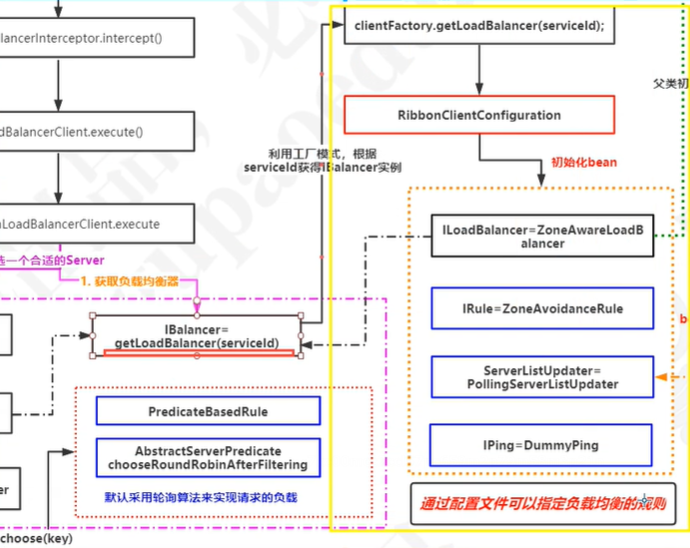 alancerInterceptor.intercept()
dBalancerClient.execute()
nLoadBalancerClient.execute
选一个合适的Server
1. 获取负载均衡器
IBalancer=
getLoadBalancer(serviceId)
PredicateBasedRule
AbstractServerPredicate
chooseRoundRobinAfterFiltering
默认采用轮询算法来实现请求的负载
er
choose(key)
利用工厂模式，根据
serviceId获得IBalancer实例
clientFactory.getLoadBalancer(serviceId);
RibbonClientConfiguration
初始化bean
父类初
ILoadBalancer=ZoneAwareLoadB
alancer
IRule=ZoneAvoidanceRule
ServerListUpdater=
PollingServerListUpdater
b
IPing=DummyPing
通过配置文件可以指定负载均衡的规则